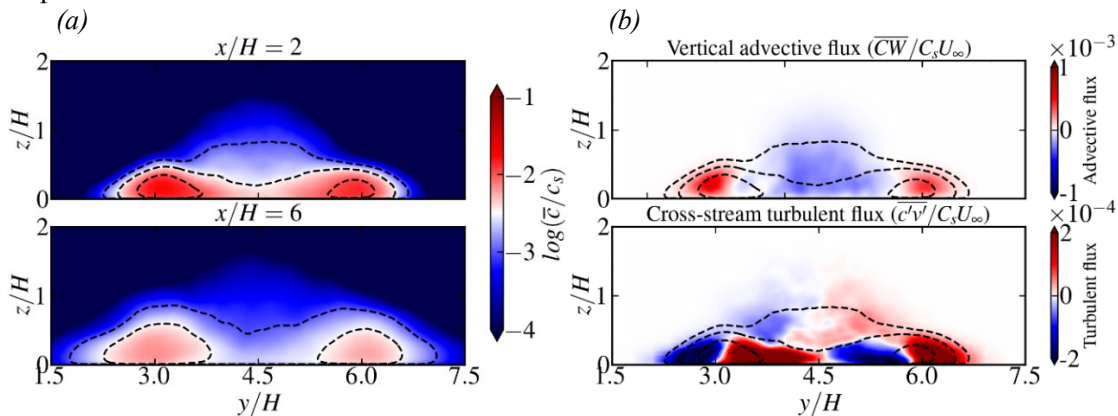 (a)
x/H = 2
2
1
0
z/H
x/H = 6
2
1
0
z/H
1.5 3.0 4.5 6.0 7.5
y/H
−1
−2
−3
−4
log(c̅/c_s)
(b)
Vertical advective flux (C̅W̅/C_sU_∞)
2
1
0
z/H
×10⁻³
1
0
-1
Advective flux
Cross-stream turbulent flux (c̅′v̅′/C_sU_∞)
2
1
0
z/H
1.5 3.0 4.5 6.0 7.5
y/H
×10⁻⁴
2
0
-2
Turbulent flux